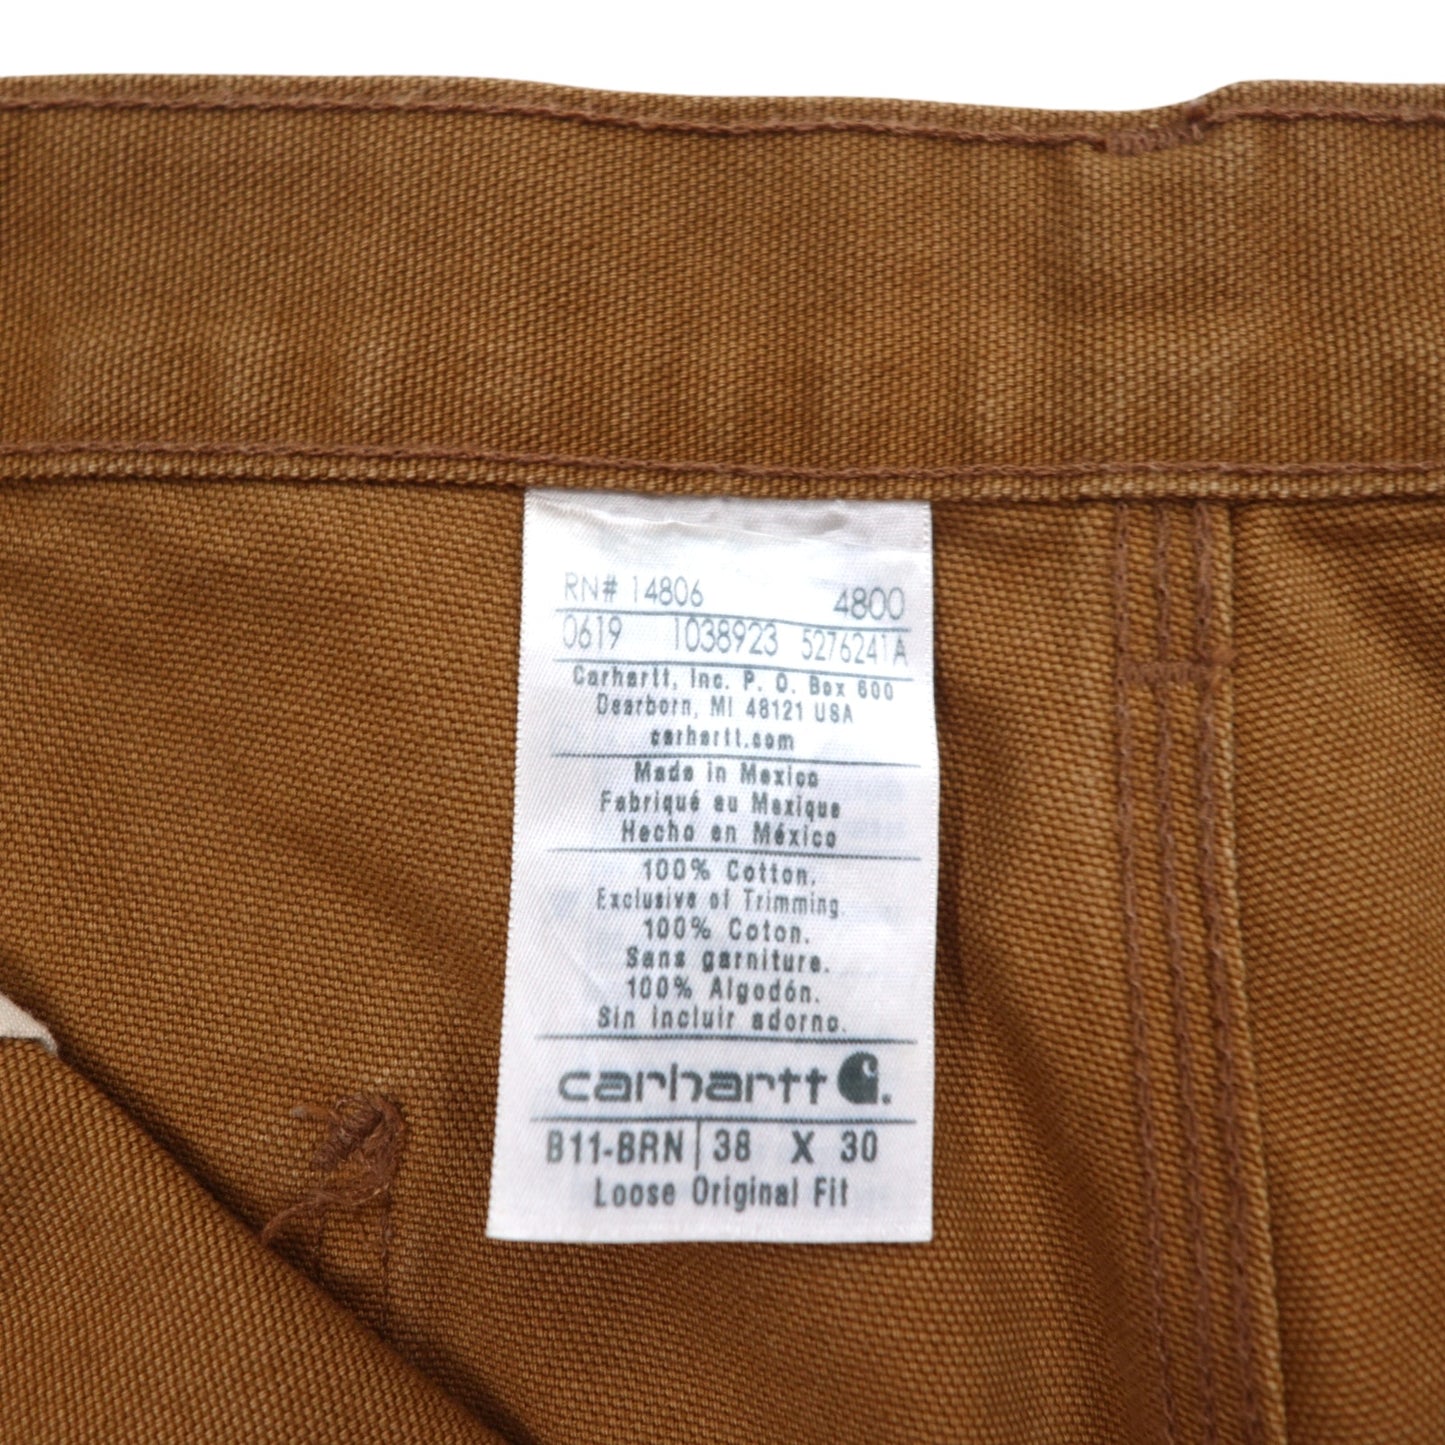 RN# 14806 4800
0619 1038923 5276241A
Carhartt, Inc. P. O. Box 600
Dearborn, MI 48121 USA
carhartt.com
Made in Mexico
Fabriqué au Mexique
Hecho en México
100% Cotton.
Exclusive of Trimming.
100% Coton.
Sans garniture.
100% Algodón.
Sin incluir adorno.
carhartt
B11-BRN 38 X 30
Loose Original Fit